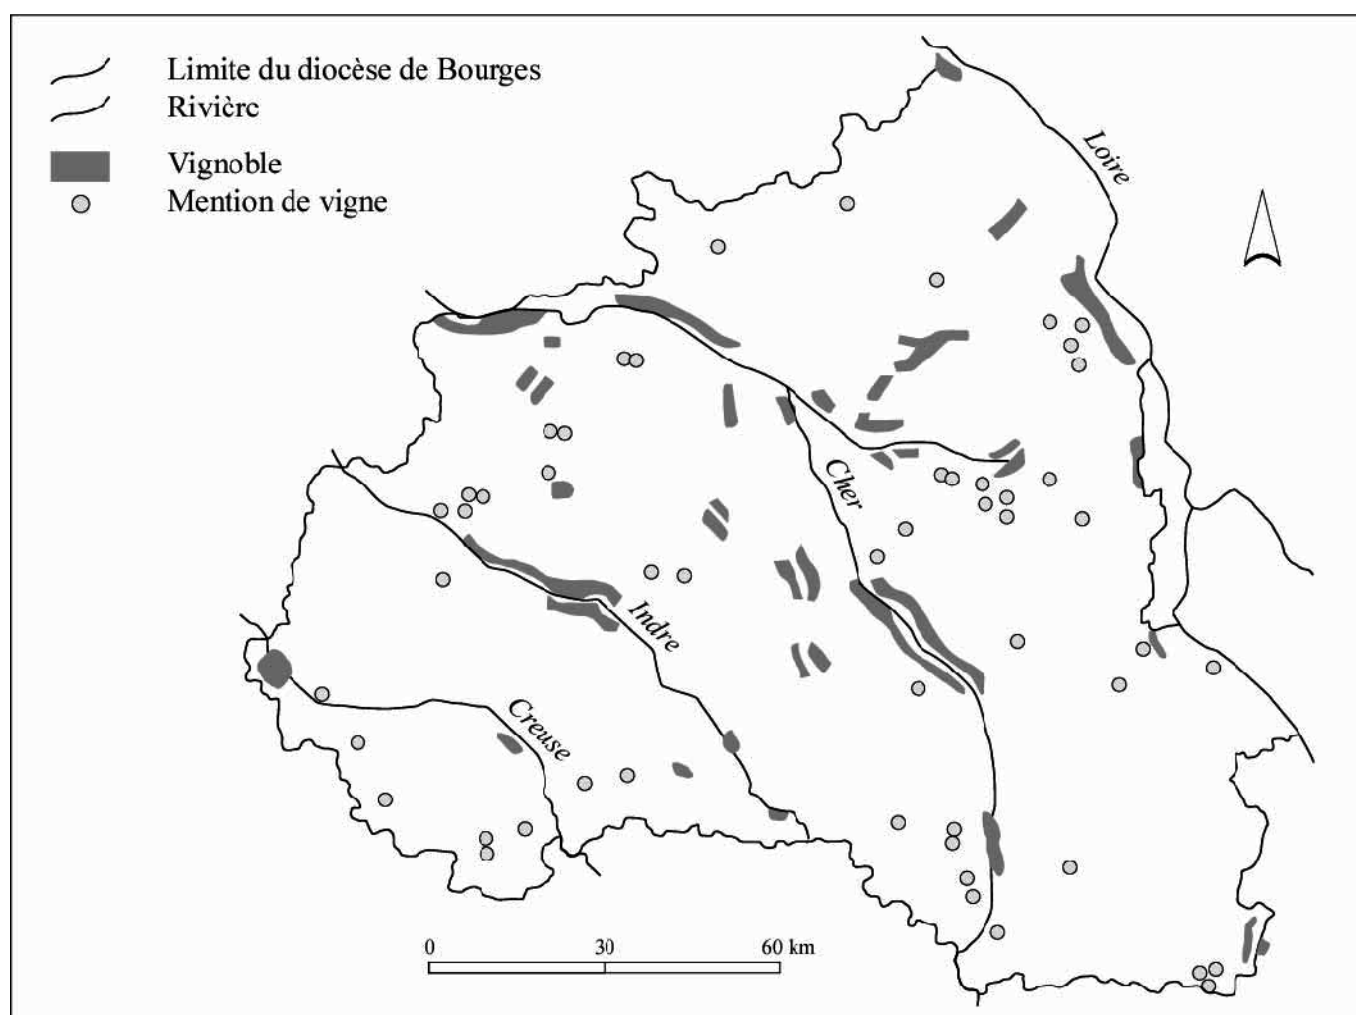 Limite du diocèse de Bourges
Rivière
Vignoble
Mention de vigne
Loire
Cher
Indre
Creuse
0 30 60 km